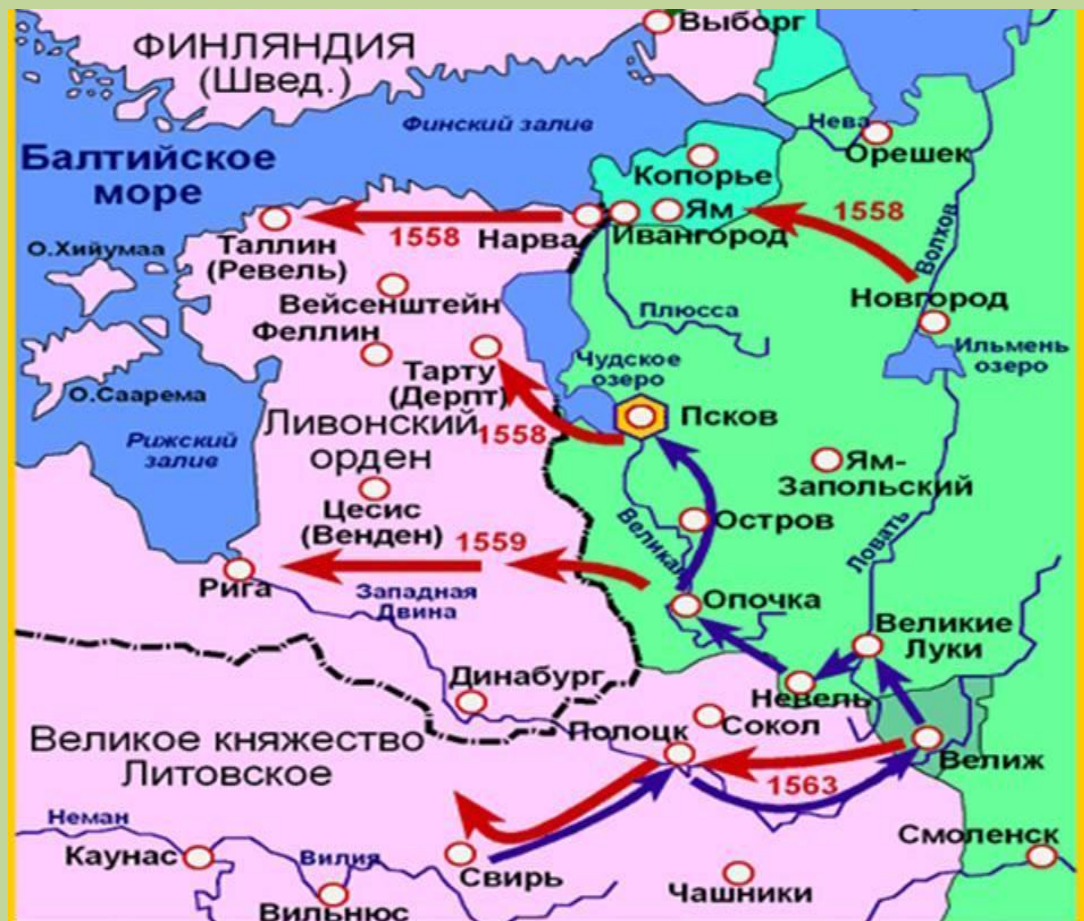 Выборг
ФИНЛЯНДИЯ
(Швед.)
Финский залив
Нева
Орешек
Балтийское
море
Копорье
Ям
1558
Волхов
1558
Нарва
Ивангород
Таллин
(Ревель)
О.Хийумаа
Вейсенштейн
Новгород
Плюсса
Феллин
Ильмень
озеро
Чудское
озеро
Тарту
(Дерпт)
О.Саарема
Псков
Ливонский
орден
1558
Рижский
залив
Ям-
Запольский
Цесис
(Венден)
Остров
Великая
Ловать
1559
Рига
Западная
Двина
Опочка
Великие
Луки
Динабург
Невель
Сокол
Полоцк
Великое княжество
Литовское
Велиж
1563
Неман
Смоленск
Каунас
Вилия
Свирь
Чашники
Вильнюс